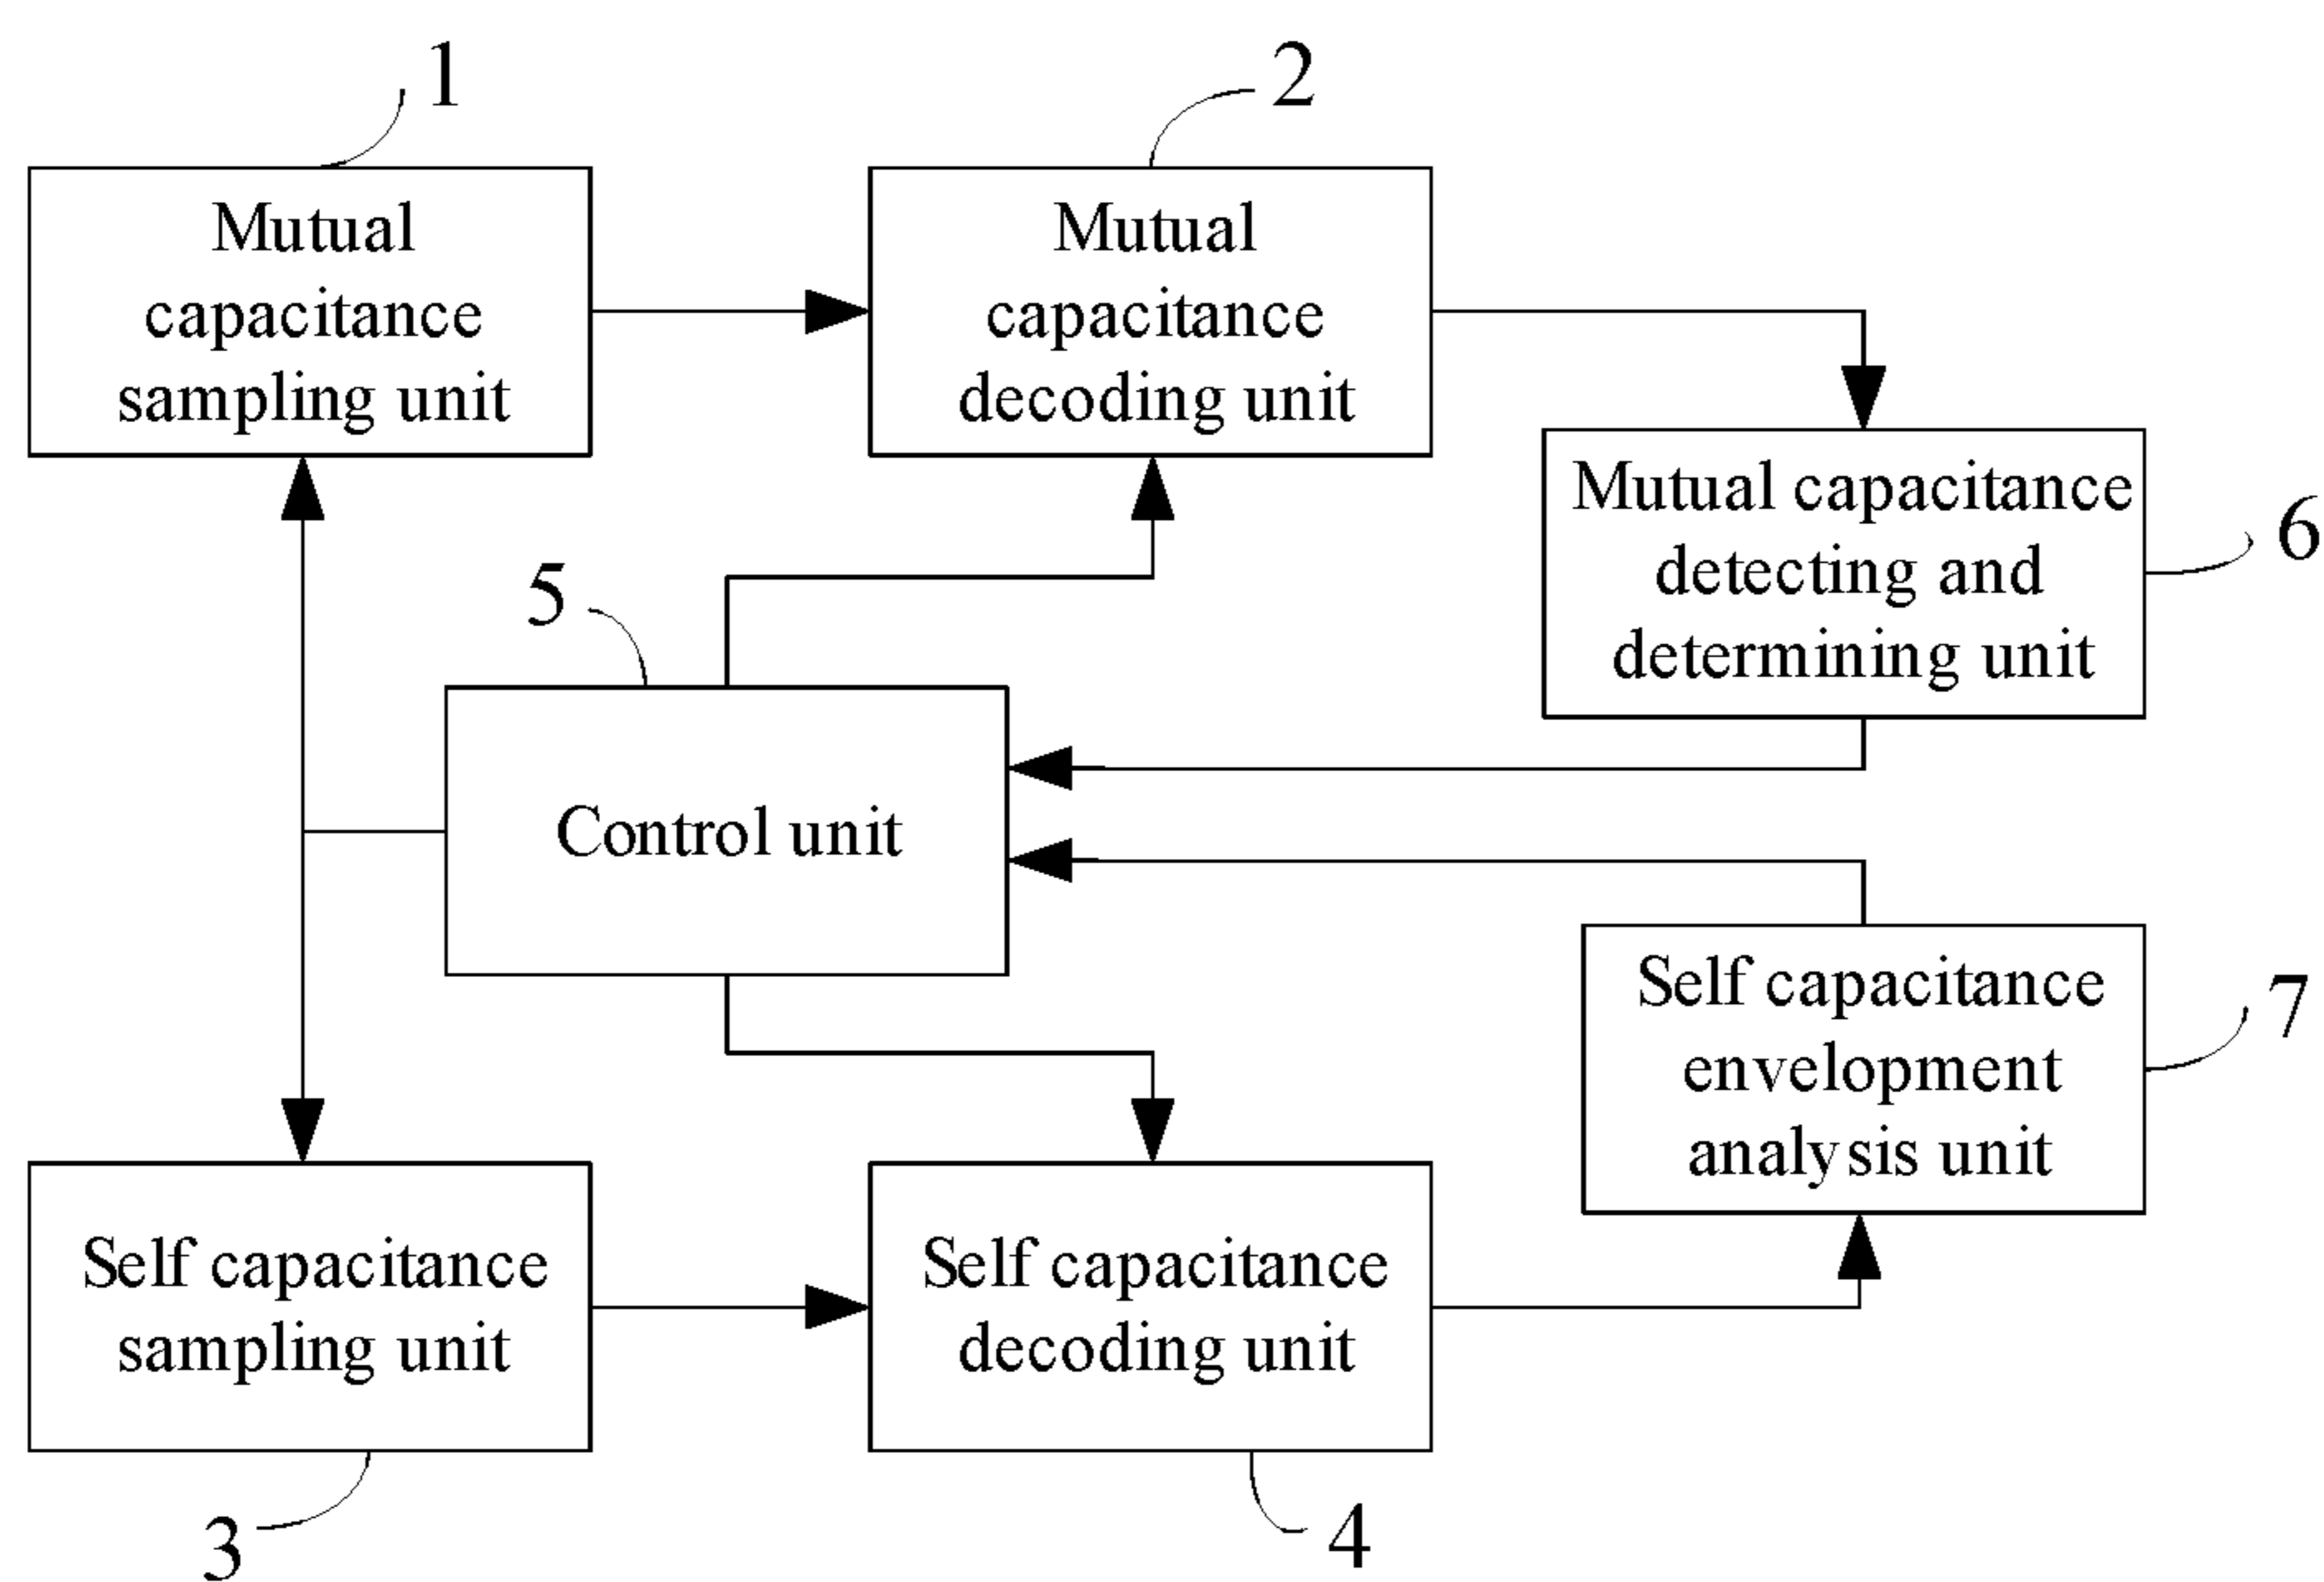 1
2
Mutual
capacitance
sampling unit
Mutual
capacitance
decoding unit
Mutual capacitance
detecting and
determining unit
6
5
Control unit
Self capacitance
envelopment
analysis unit
7
Self capacitance
sampling unit
Self capacitance
decoding unit
3
4